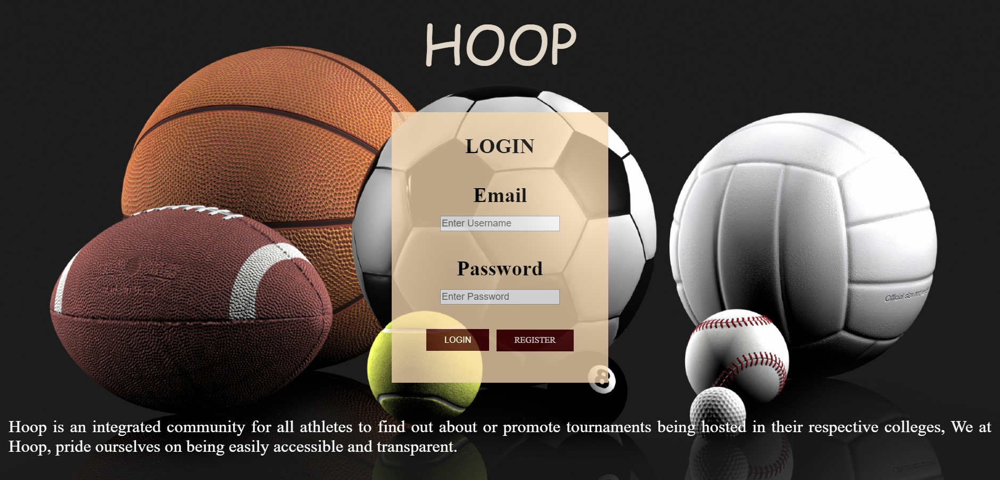 HOOP
LOGIN
Email
Enter Username
Password
Enter Password
LOGIN REGISTER
8
Official size and
Hoop is an integrated community for all athletes to find out about or promote tournaments being hosted in their respective colleges, We at
Hoop, pride ourselves on being easily accessible and transparent.